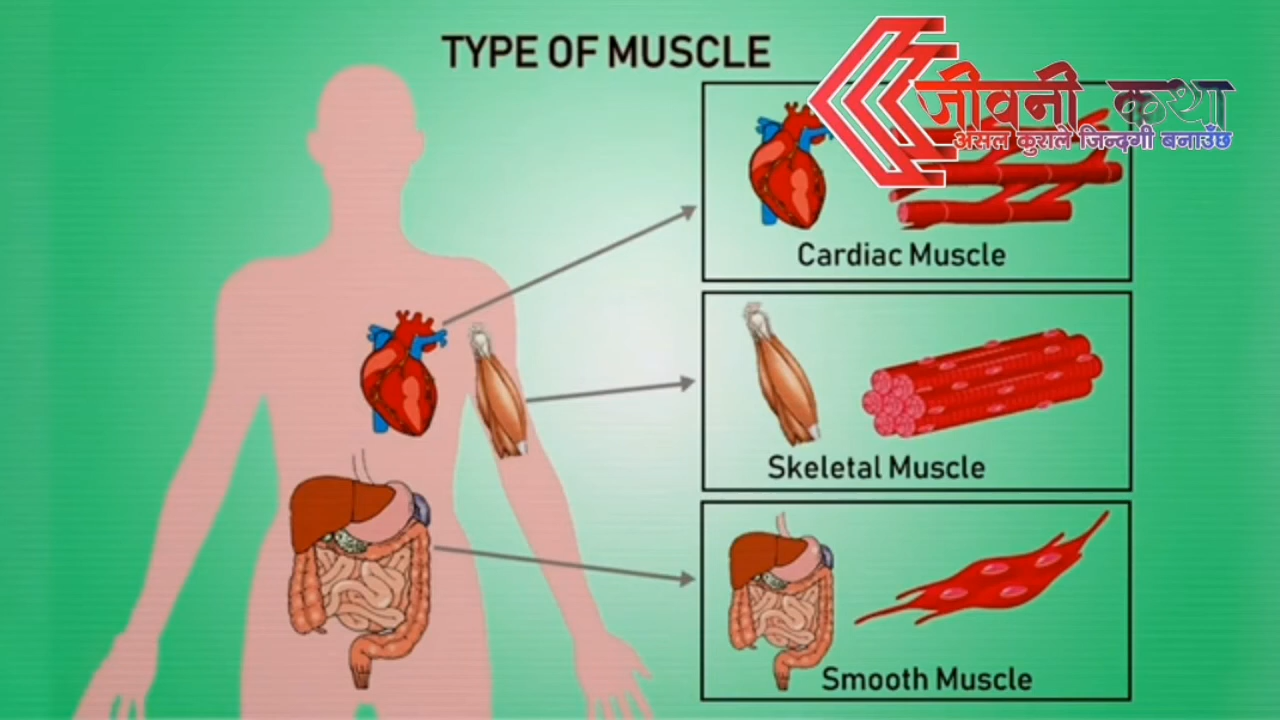 TYPE OF MUSCLE
जीवनी कथा
असल कुराले जिन्दगी बनाउँछ
Cardiac Muscle
Skeletal Muscle
Smooth Muscle